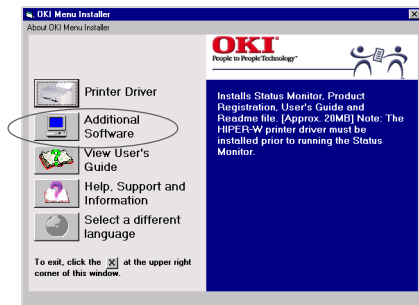 OKI Menu Installer
About OKI Menu Installer
OKI
People to People Technology
Printer Driver
Additional
Software
View User's
Guide
Help, Support and
Information
Select a different
language
To exit, click the X at the upper right
corner of this window.
Installs Status Monitor, Product
Registration, User's Guide and
Readme file. [Approx. 20MB] Note: The
HIPER-W printer driver must be
installed prior to running the Status
Monitor.